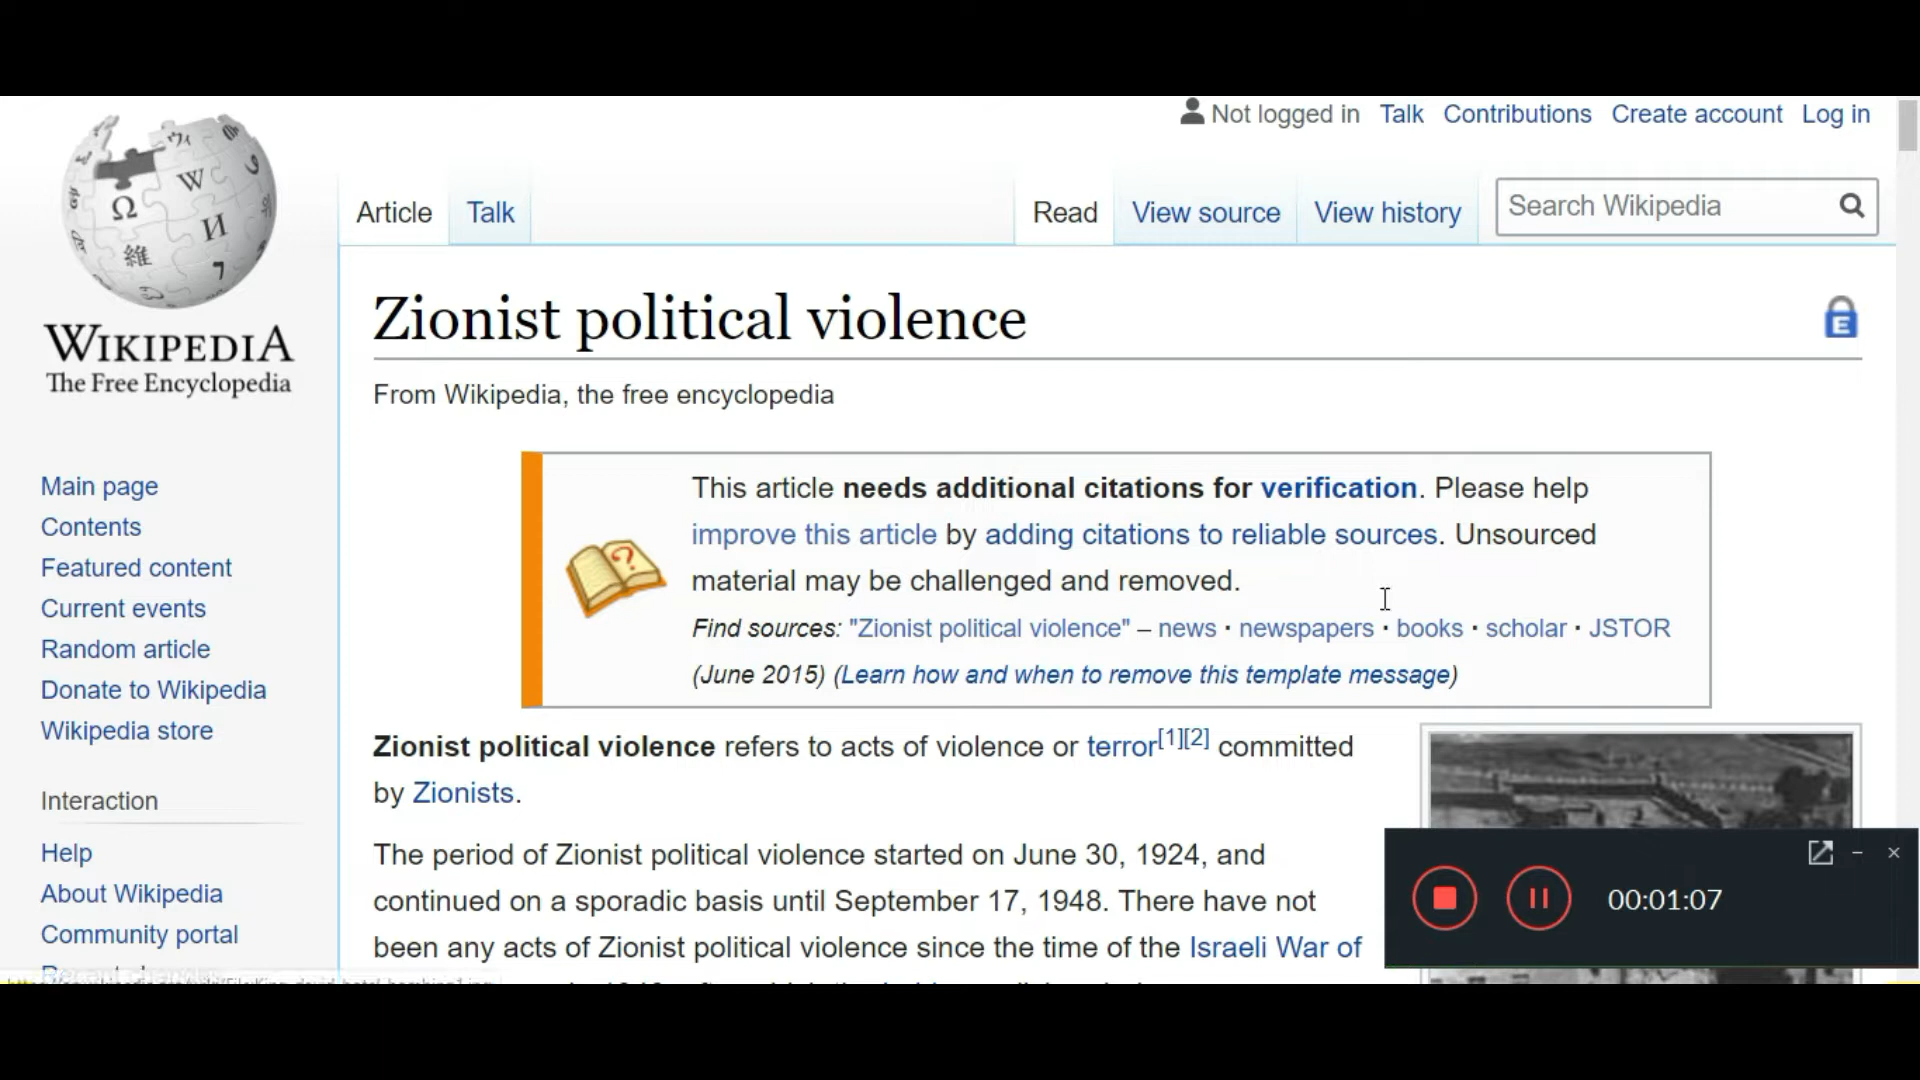 Not logged in Talk Contributions Create account Log in
Article Talk Read View source View history Search Wikipedia
WIKIPEDIA
The Free Encyclopedia
Main page
Contents
Featured content
Current events
Random article
Donate to Wikipedia
Wikipedia store
Interaction
Help
About Wikipedia
Community portal
Zionist political violence
E
From Wikipedia, the free encyclopedia
This article needs additional citations for verification. Please help
improve this article by adding citations to reliable sources. Unsourced
material may be challenged and removed.
Find sources: "Zionist political violence" – news · newspapers · books · scholar · JSTOR
(June 2015) (Learn how and when to remove this template message)
Zionist political violence refers to acts of violence or terror[1][2] committed
by Zionists.
The period of Zionist political violence started on June 30, 1924, and
continued on a sporadic basis until September 17, 1948. There have not
been any acts of Zionist political violence since the time of the Israeli War of
00:01:07